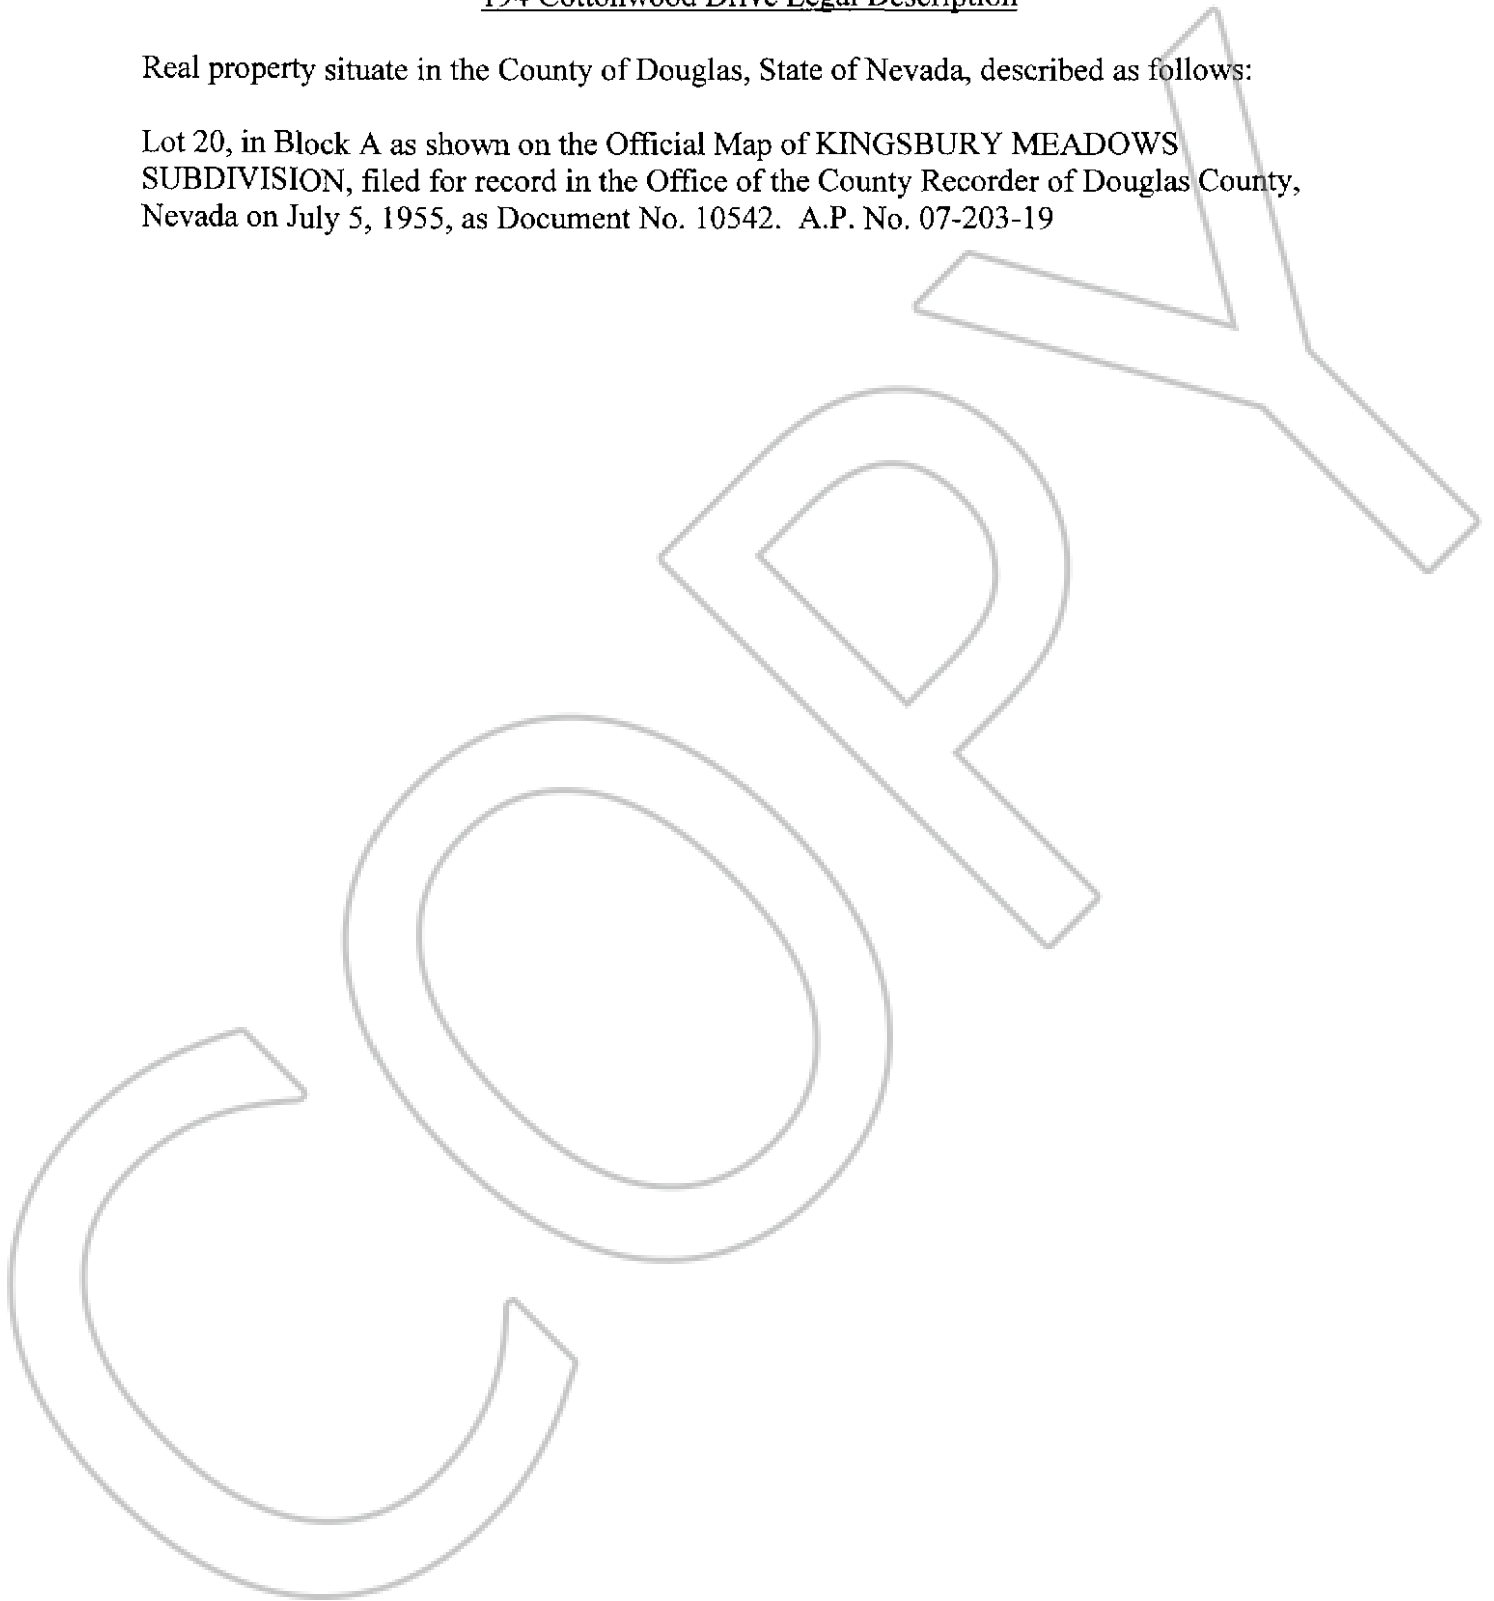 194 Cottonwood Drive Legal Description
Real property situate in the County of Douglas, State of Nevada, described as follows:
Lot 20, in Block A as shown on the Official Map of KINGSBURY MEADOWS
SUBDIVISION, filed for record in the Office of the County Recorder of Douglas County,
Nevada on July 5, 1955, as Document No. 10542.  A.P. No. 07-203-19
COPY